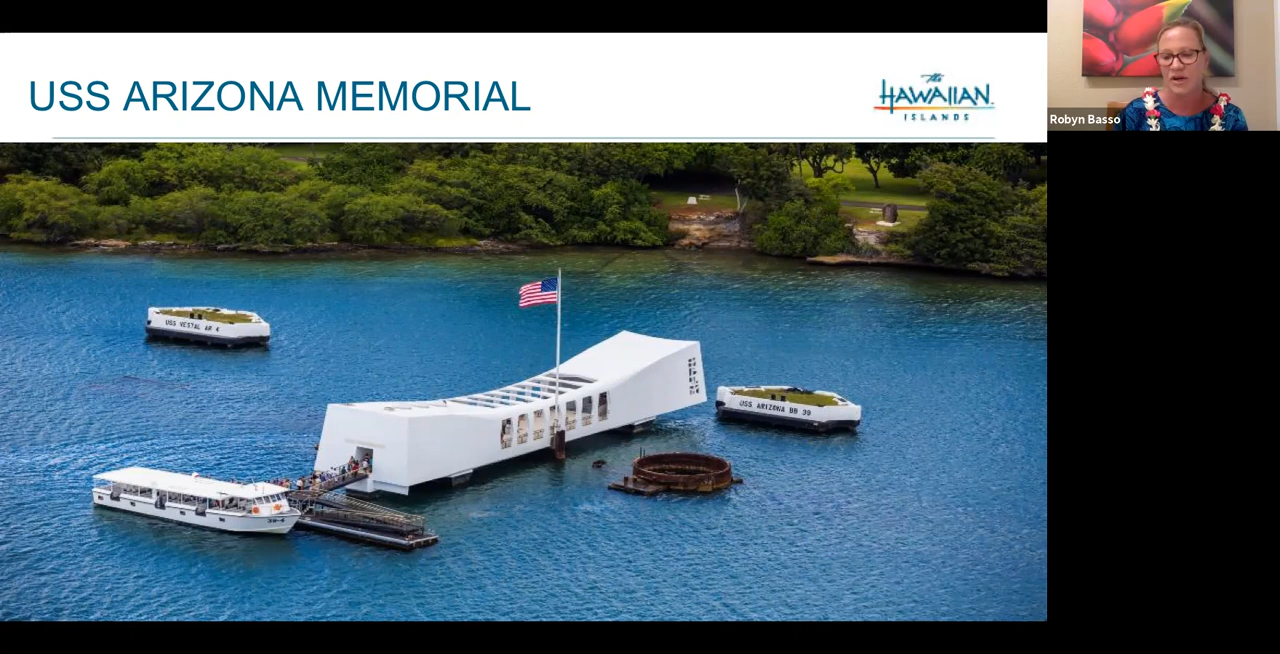 USS ARIZONA MEMORIAL
The
HAWAIIAN
ISLANDS
Robyn Basso
USS VESTAL AR 4
USS ARIZONA BB 39